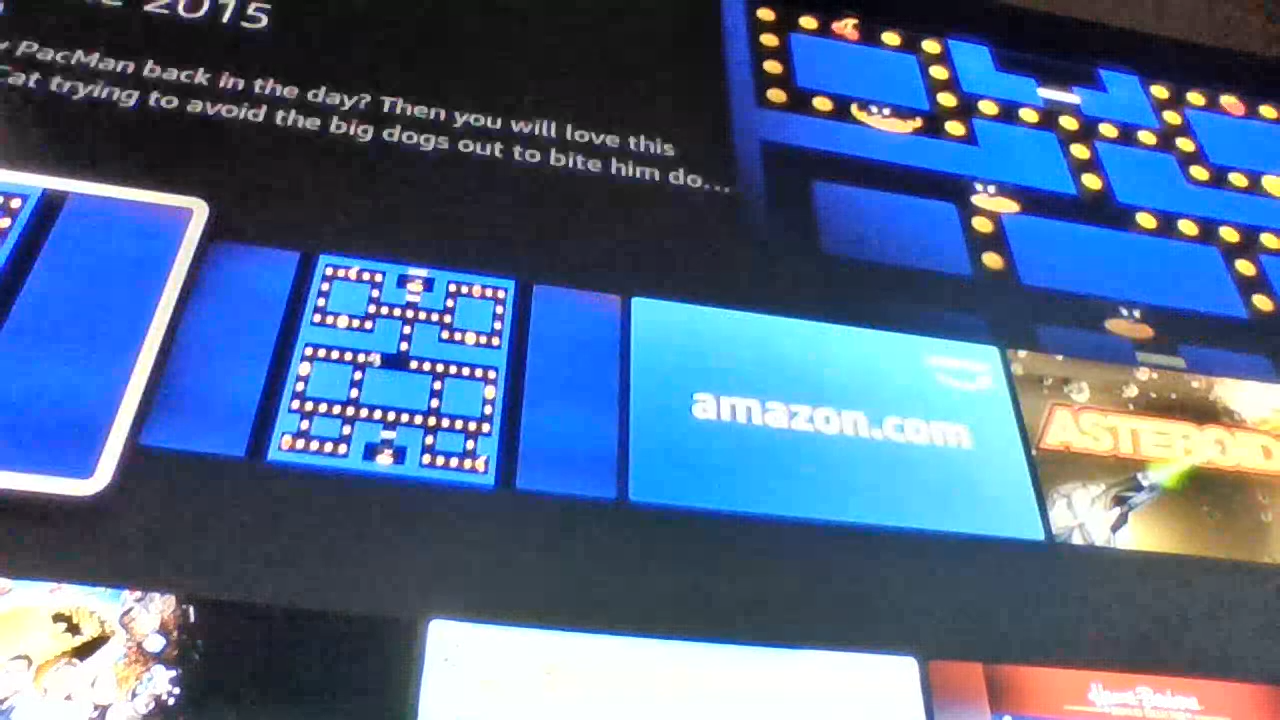 2015
PacMan back in the day? Then you will love this
Cat trying to avoid the big dogs out to bite him do...
amazon.com
ASTEROID